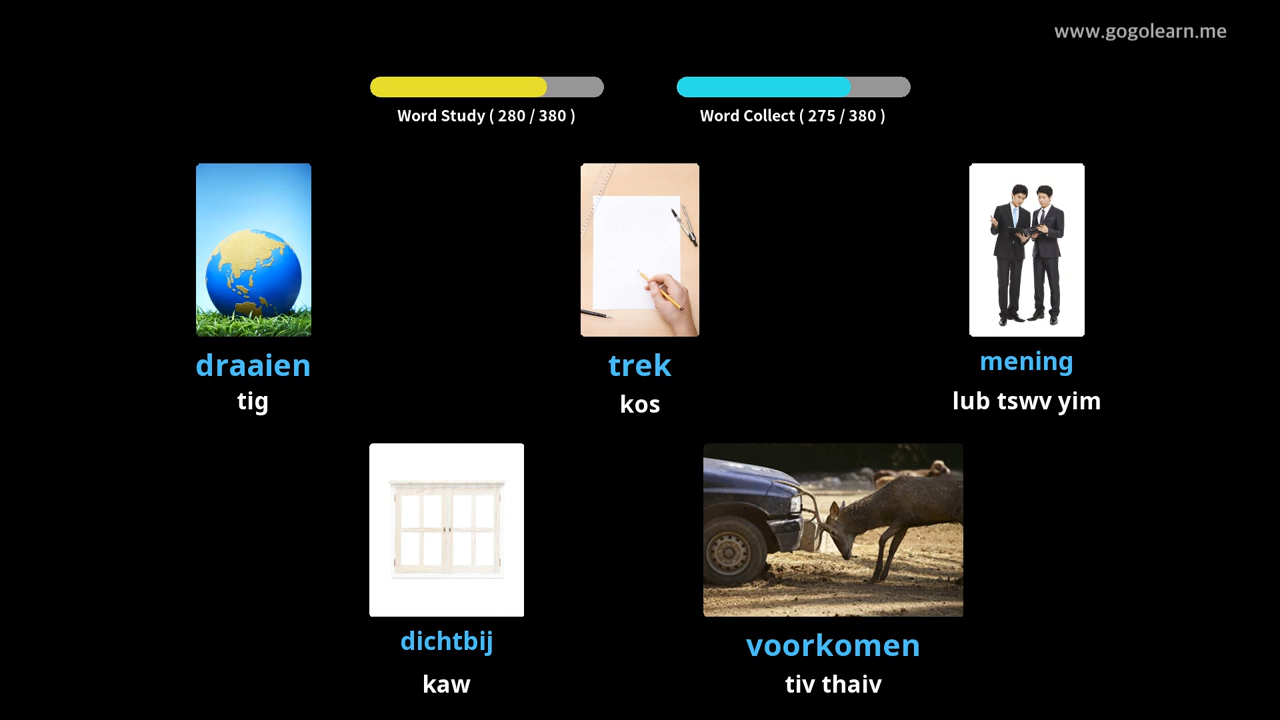 www.gogolearn.me
Word Study ( 280 / 380 )
Word Collect ( 275 / 380 )
draaien
tig
trek
kos
mening
lub tswv yim
dichtbij
kaw
voorkomen
tiv thaiv